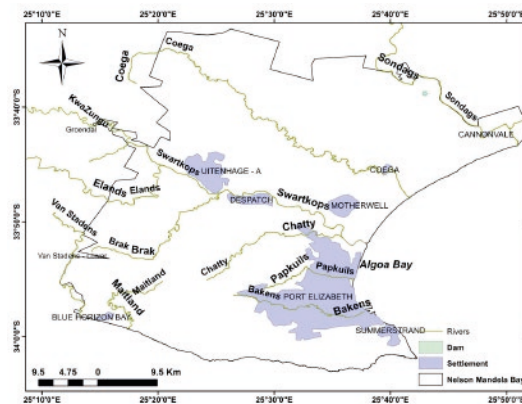 25°10'0"E 25°20'0"E 25°30'0"E 25°40'0"E 25°50'0"E
N
Coega
Coega
Sondags
Sondags
33°40'0"S
KwaZungu
Groendal
CANNONVALE
Swartkops
UITENHAGE - A
COEGA
Elands Elands
DESPATCH
Swartkops
MOTHERWELL
Van Stadens
33°50'0"S
Chatty
Brak Brak
Algoa Bay
Van Stadens
Papkuils
Papkuils
Chatty
Maitland
Maitland
Bakens
PORT ELIZABETH
Bakens
BLUE HORIZON BAY
SUMMERSTRAND
34°0'0"S
Rivers
Dam
Settlement
Nelson Mandela Bay
9.5 4.75 0 9.5 Km
25°10'0"E 25°20'0"E 25°30'0"E 25°40'0"E 25°50'0"E